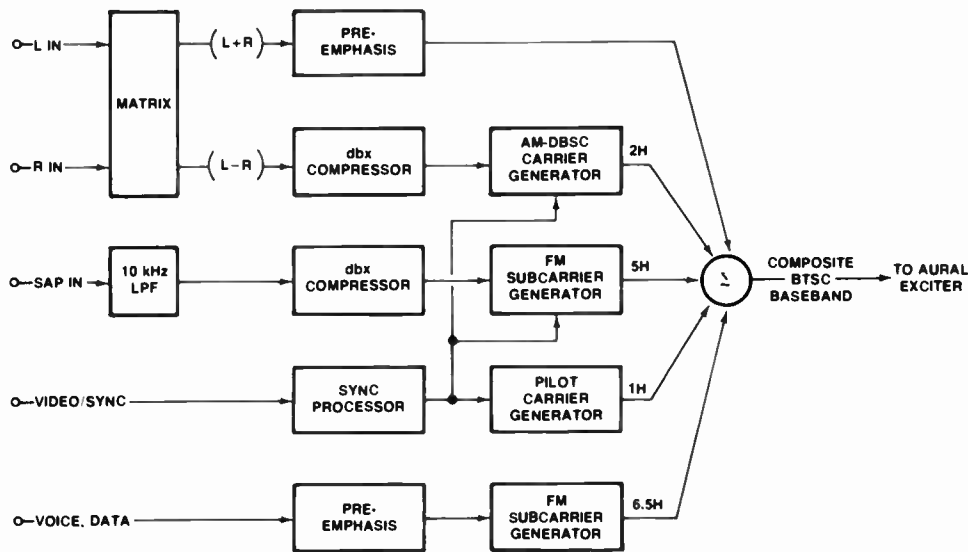 L IN
MATRIX
(L+R)
PRE-
EMPHASIS
R IN
(L−R)
dbx
COMPRESSOR
AM-DBSC
CARRIER
GENERATOR
2H
SAP IN
10 kHz
LPF
dbx
COMPRESSOR
FM
SUBCARRIER
GENERATOR
5H
Σ
COMPOSITE
BTSC
BASEBAND
TO AURAL
EXCITER
VIDEO/SYNC
SYNC
PROCESSOR
PILOT
CARRIER
GENERATOR
1H
VOICE, DATA
PRE-
EMPHASIS
FM
SUBCARRIER
GENERATOR
6.5H